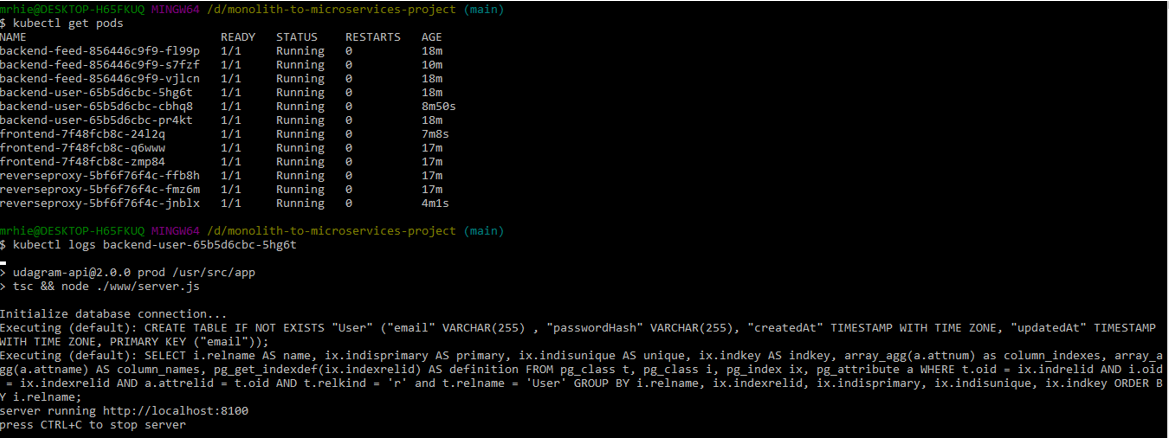 mrhie@DESKTOP-H65FKUQ MINGW64 /d/monolith-to-microservices-project (main)
$ kubectl get pods
NAME READY STATUS RESTARTS AGE
backend-feed-856446c9f9-fl99p 1/1 Running 0 18m
backend-feed-856446c9f9-s7fzf 1/1 Running 0 10m
backend-feed-856446c9f9-vjlcn 1/1 Running 0 18m
backend-user-65b5d6cbc-5hg6t 1/1 Running 0 18m
backend-user-65b5d6cbc-cbhq8 1/1 Running 0 8m50s
backend-user-65b5d6cbc-pr4kt 1/1 Running 0 18m
frontend-7f48fcb8c-24l2q 1/1 Running 0 7m8s
frontend-7f48fcb8c-q6www 1/1 Running 0 17m
frontend-7f48fcb8c-zmp84 1/1 Running 0 17m
reverseproxy-5bf6f76f4c-ffb8h 1/1 Running 0 17m
reverseproxy-5bf6f76f4c-fmz6m 1/1 Running 0 17m
reverseproxy-5bf6f76f4c-jnblx 1/1 Running 0 4m1s
mrhie@DESKTOP-H65FKUQ MINGW64 /d/monolith-to-microservices-project (main)
$ kubectl logs backend-user-65b5d6cbc-5hg6t
> udagram-api@2.0.0 prod /usr/src/app
> tsc && node ./www/server.js
Initialize database connection...
Executing (default): CREATE TABLE IF NOT EXISTS "User" ("email" VARCHAR(255) , "passwordHash" VARCHAR(255), "createdAt" TIMESTAMP WITH TIME ZONE, "updatedAt" TIMESTAMP
WITH TIME ZONE, PRIMARY KEY ("email"));
Executing (default): SELECT i.relname AS name, ix.indisprimary AS primary, ix.indisunique AS unique, ix.indkey AS indkey, array_agg(a.attnum) as column_indexes, array_a
gg(a.attname) AS column_names, pg_get_indexdef(ix.indexrelid) AS definition FROM pg_class t, pg_class i, pg_index ix, pg_attribute a WHERE t.oid = ix.indrelid AND i.oid
= ix.indexrelid AND a.attrelid = t.oid AND t.relkind = 'r' and t.relname = 'User' GROUP BY i.relname, ix.indexrelid, ix.indisprimary, ix.indisunique, ix.indkey ORDER B
Y i.relname;
server running http://localhost:8100
press CTRL+C to stop server